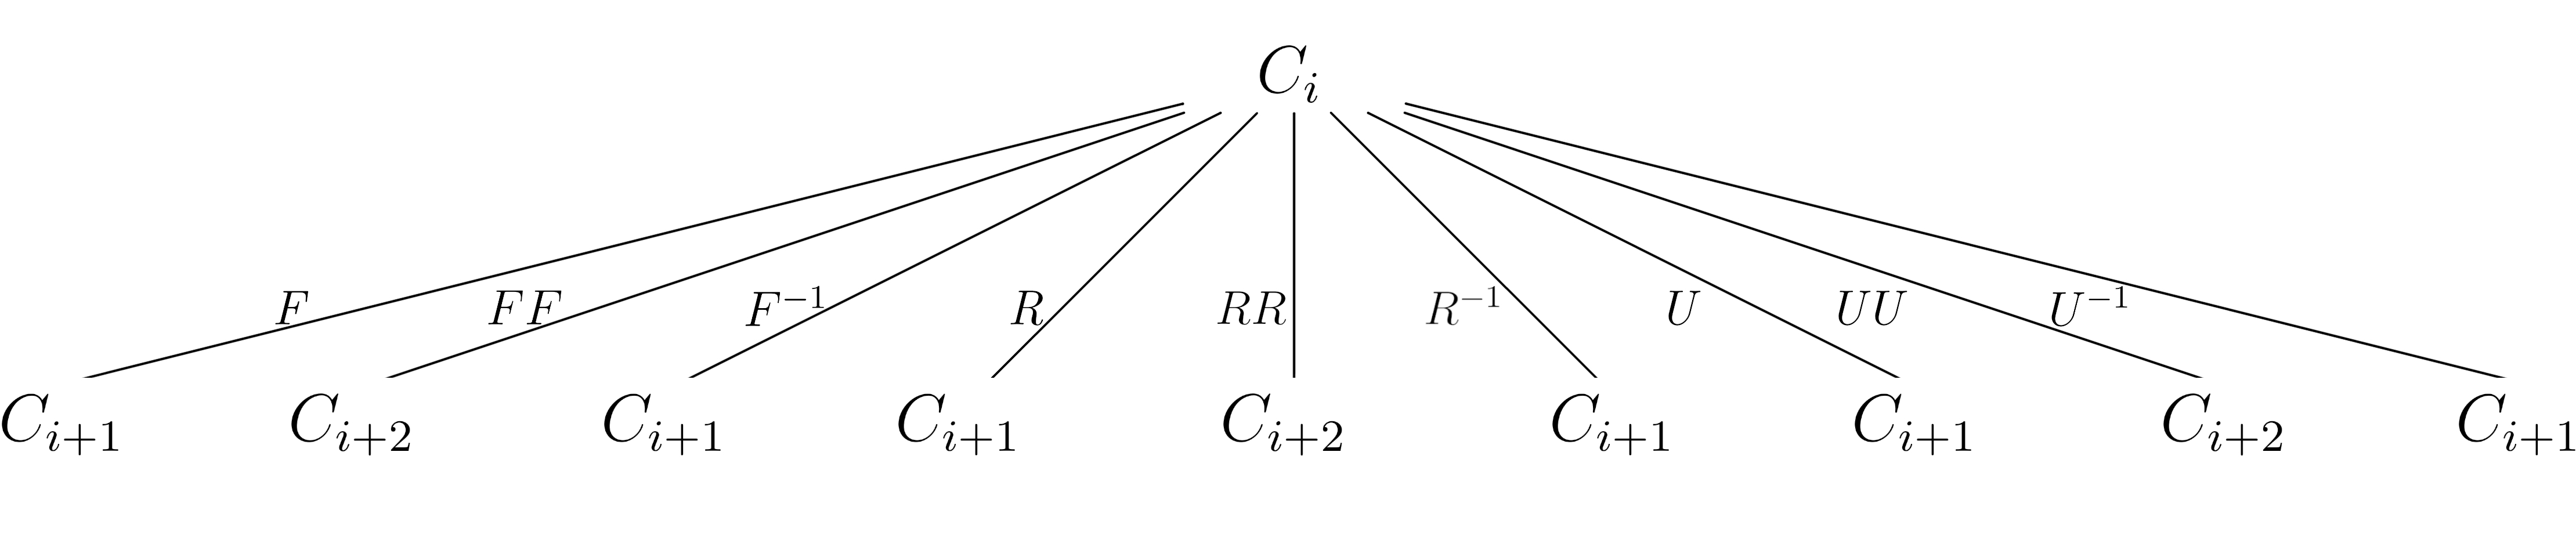 C_i
F FF F^{-1} R RR R^{-1} U UU U^{-1}
C_{i+1} C_{i+2} C_{i+1} C_{i+1} C_{i+2} C_{i+1} C_{i+1} C_{i+2} C_{i+1}